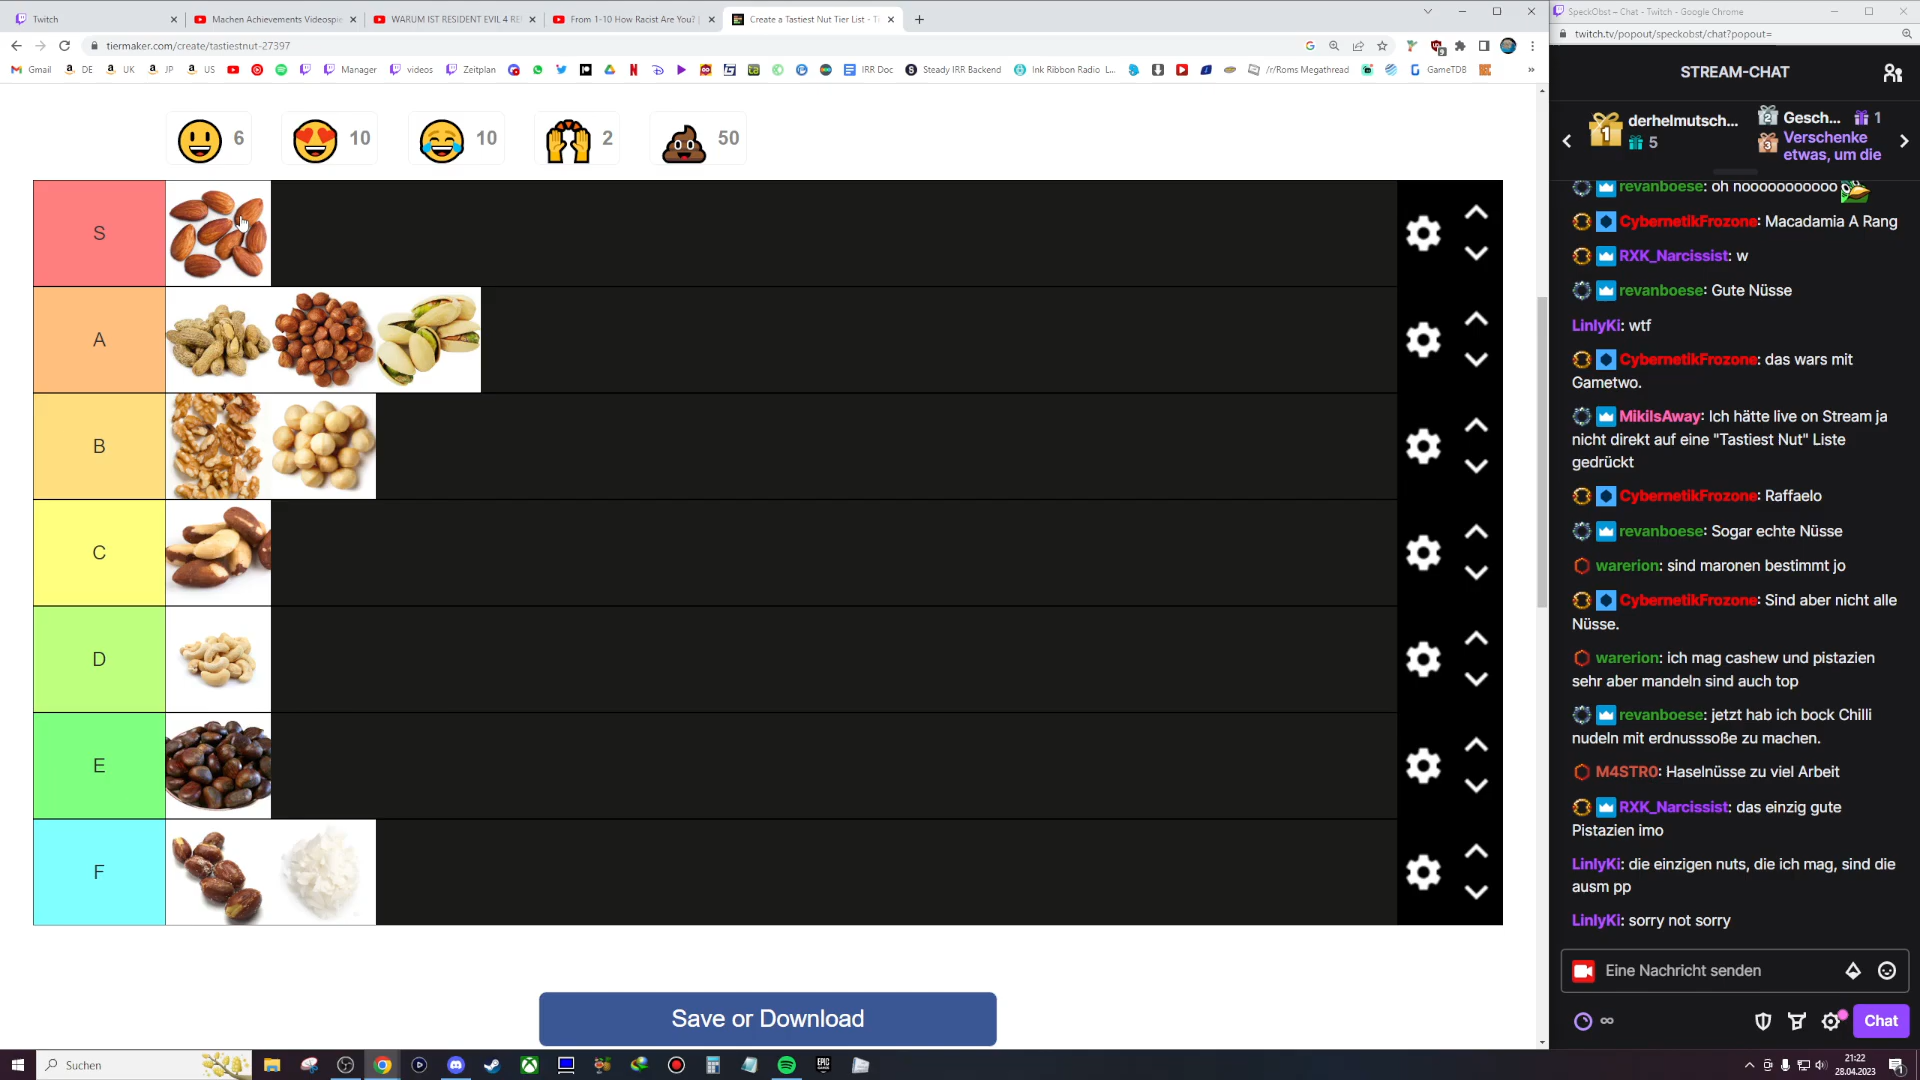 Twitch
Machen Achievements Videospie
WARUM IST RESIDENT EVIL 4 RE
From 1-10 How Racist Are You?
Create a Tastiest Nut Tier List - Ti
SpeckObst – Chat - Twitch - Google Chrome
tiermaker.com/create/tastiestnut-27397
twitch.tv/popout/speckobst/chat?popout=
Gmail
DE
UK
JP
US
Manager
videos
Zeitplan
IRR Doc
Steady IRR Backend
Ink Ribbon Radio L...
/r/Roms Megathread
GameTDB
STREAM-CHAT
6
10
10
2
50
derhelmutsch...
5
Gesch...
1
Verschenke
etwas, um die
S
A
B
C
D
E
F
Save or Download
revanboese: oh nooooooooooo
CybernetikFrozone: Macadamia A Rang
RXK_Narcissist: w
revanboese: Gute Nüsse
LinlyKi: wtf
CybernetikFrozone: das wars mit
Gametwo.
MikiIsAway: Ich hätte live on Stream ja
nicht direkt auf eine "Tastiest Nut" Liste
gedrückt
CybernetikFrozone: Raffaelo
revanboese: Sogar echte Nüsse
warerion: sind maronen bestimmt jo
CybernetikFrozone: Sind aber nicht alle
Nüsse.
warerion: ich mag cashew und pistazien
sehr aber mandeln sind auch top
revanboese: jetzt hab ich bock Chilli
nudeln mit erdnusssoße zu machen.
M4STR0: Haselnüsse zu viel Arbeit
RXK_Narcissist: das einzig gute
Pistazien imo
LinlyKi: die einzigen nuts, die ich mag, sind die
ausm pp
LinlyKi: sorry not sorry
Eine Nachricht senden
Chat
Suchen
21:22
28.04.2023